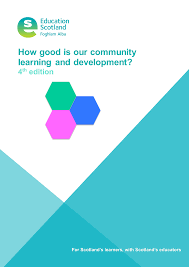 Education
Scotland
Foghlam Alba
How good is our community
learning and development?
4th edition
For Scotland's learners, with Scotland's educators